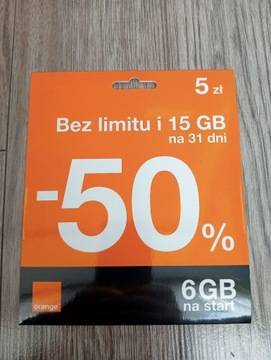 5 zł
Bez limitu i 15 GB
na 31 dni
-50%
6GB
na start
orange